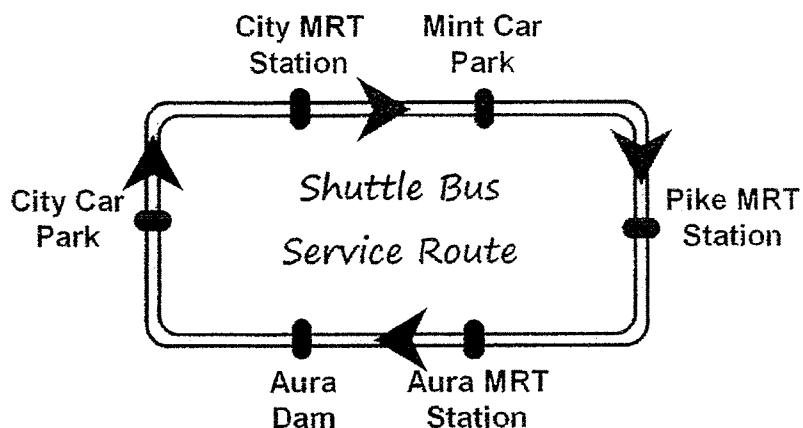 City MRT
Station
Mint Car
Park
City Car
Park
Shuttle Bus
Service Route
Pike MRT
Station
Aura
Dam
Aura MRT
Station